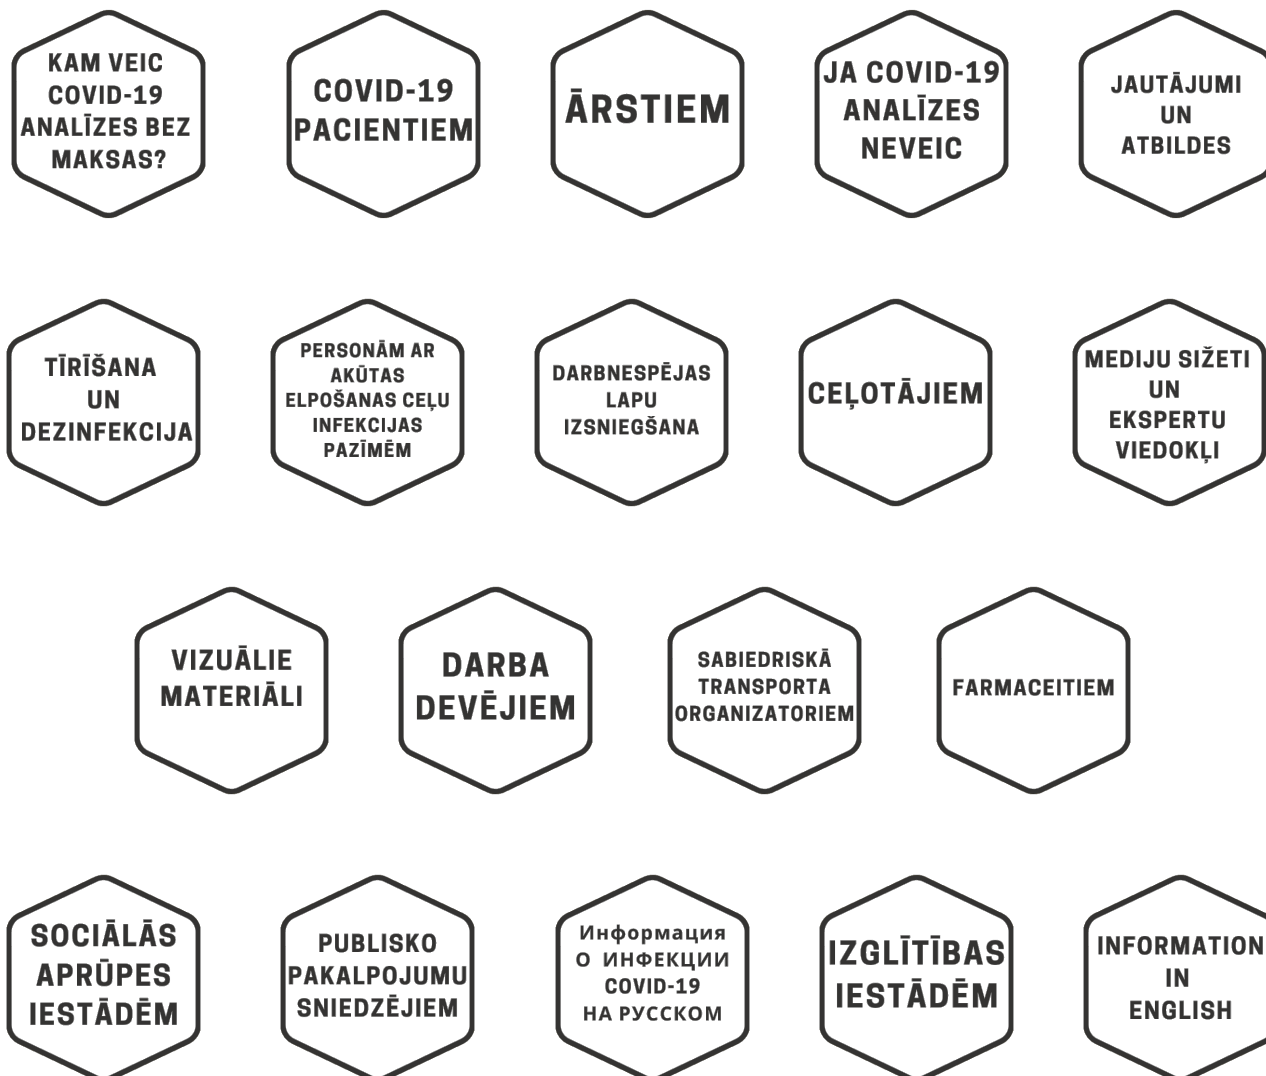 KAM VEIC
COVID-19
ANALĪZES BEZ
MAKSAS?
COVID-19
PACIENTIEM
ĀRSTIEM
JA COVID-19
ANALĪZES
NEVEIC
JAUTĀJUMI
UN
ATBILDES
TĪRĪŠANA
UN
DEZINFEKCIJA
PERSONĀM AR
AKŪTAS
ELPOŠANAS CEĻU
INFEKCIJAS
PAZĪMĒM
DARBNESPĒJAS
LAPU
IZSNIEGŠANA
CEĻOTĀJIEM
MEDIJU SIŽETI
UN
EKSPERTU
VIEDOKĻI
VIZUĀLIE
MATERIĀLI
DARBA
DEVĒJIEM
SABIEDRISKĀ
TRANSPORTA
ORGANIZATORIEM
FARMACEITIEM
SOCIĀLĀS
APRŪPES
IESTĀDĒM
PUBLISKO
PAKALPOJUMU
SNIEDZĒJIEM
Информация
О ИНФЕКЦИИ
COVID-19
НА РУССКОМ
IZGLĪTĪBAS
IESTĀDĒM
INFORMATION
IN
ENGLISH